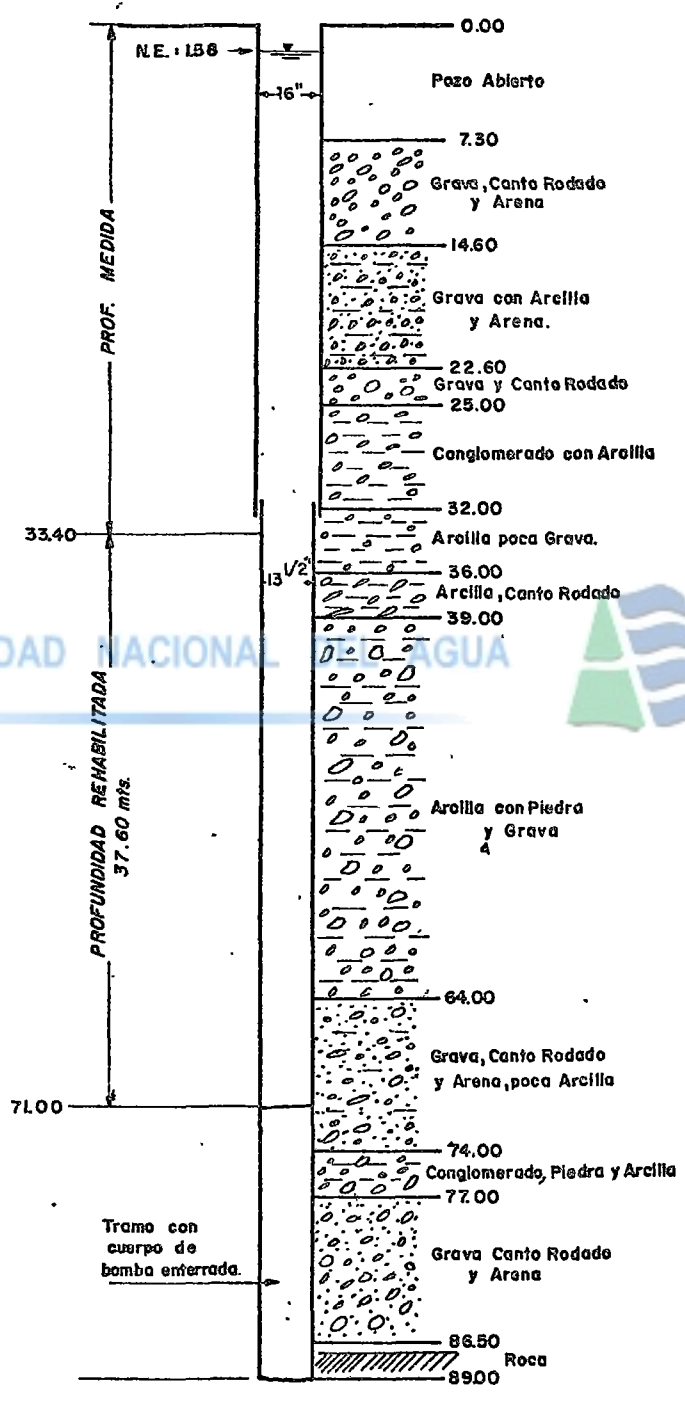 0.00
N.E. : 1.58
16"
Pozo Abierto
7.30
Grava, Canto Rodado
y Arena
14.60
PROF. MEDIDA
Grava con Arcilla
y Arena.
22.60
Grava y Canto Rodado
25.00
Conglomerado con Arcilla
32.00
33.40
Arcilla poca Grava.
13 1/2"
36.00
Arcilla, Canto Rodado
39.00
DAD NACIONAL DEL AGUA
PROFUNDIDAD REHABILITADA
37.60 mts.
Arcilla con Piedra
y Grava
64.00
Grava, Canto Rodado
y Arena, poca Arcilla
71.00
74.00
Conglomerado, Piedra y Arcilla
77.00
Tramo con
cuerpo de
bomba enterrada.
Grava Canto Rodado
y Arena
86.50
Roca
89.00